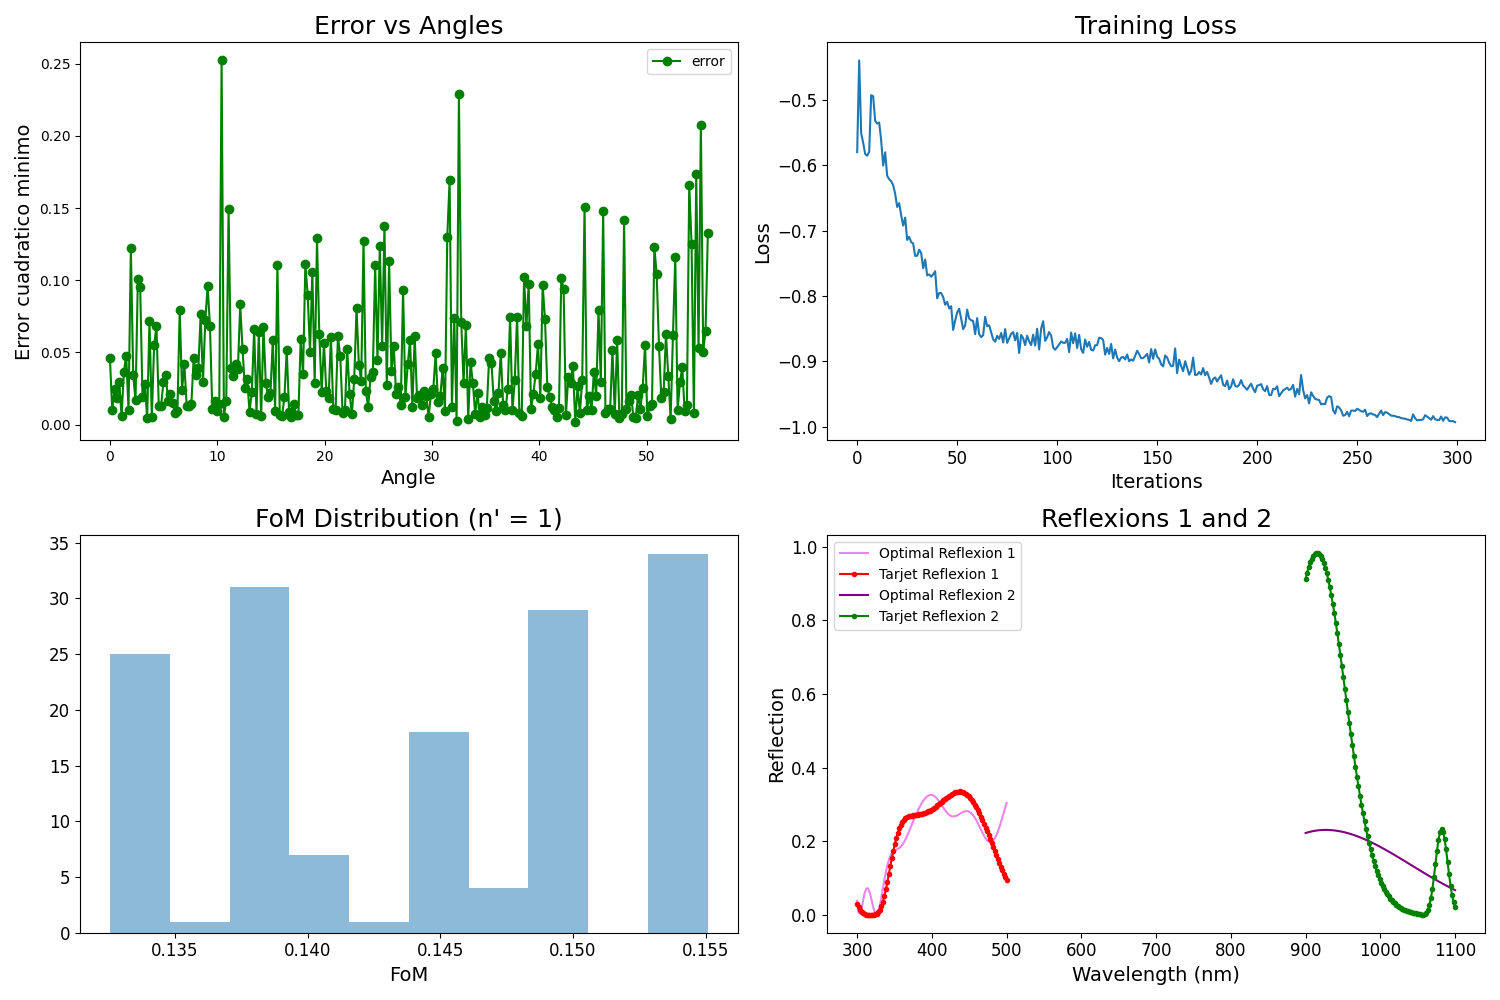 Error vs Angles
error
Error cuadratico minimo
0.25
0.20
0.15
0.10
0.05
0.00
0 10 20 30 40 50
Angle
Training Loss
Loss
−0.5
−0.6
−0.7
−0.8
−0.9
−1.0
0 50 100 150 200 250 300
Iterations
FoM Distribution (n' = 1)
35
30
25
20
15
10
5
0
0.135 0.140 0.145 0.150 0.155
FoM
Reflexions 1 and 2
Optimal Reflexion 1
Tarjet Reflexion 1
Optimal Reflexion 2
Tarjet Reflexion 2
Reflection
1.0
0.8
0.6
0.4
0.2
0.0
300 400 500 600 700 800 900 1000 1100
Wavelength (nm)